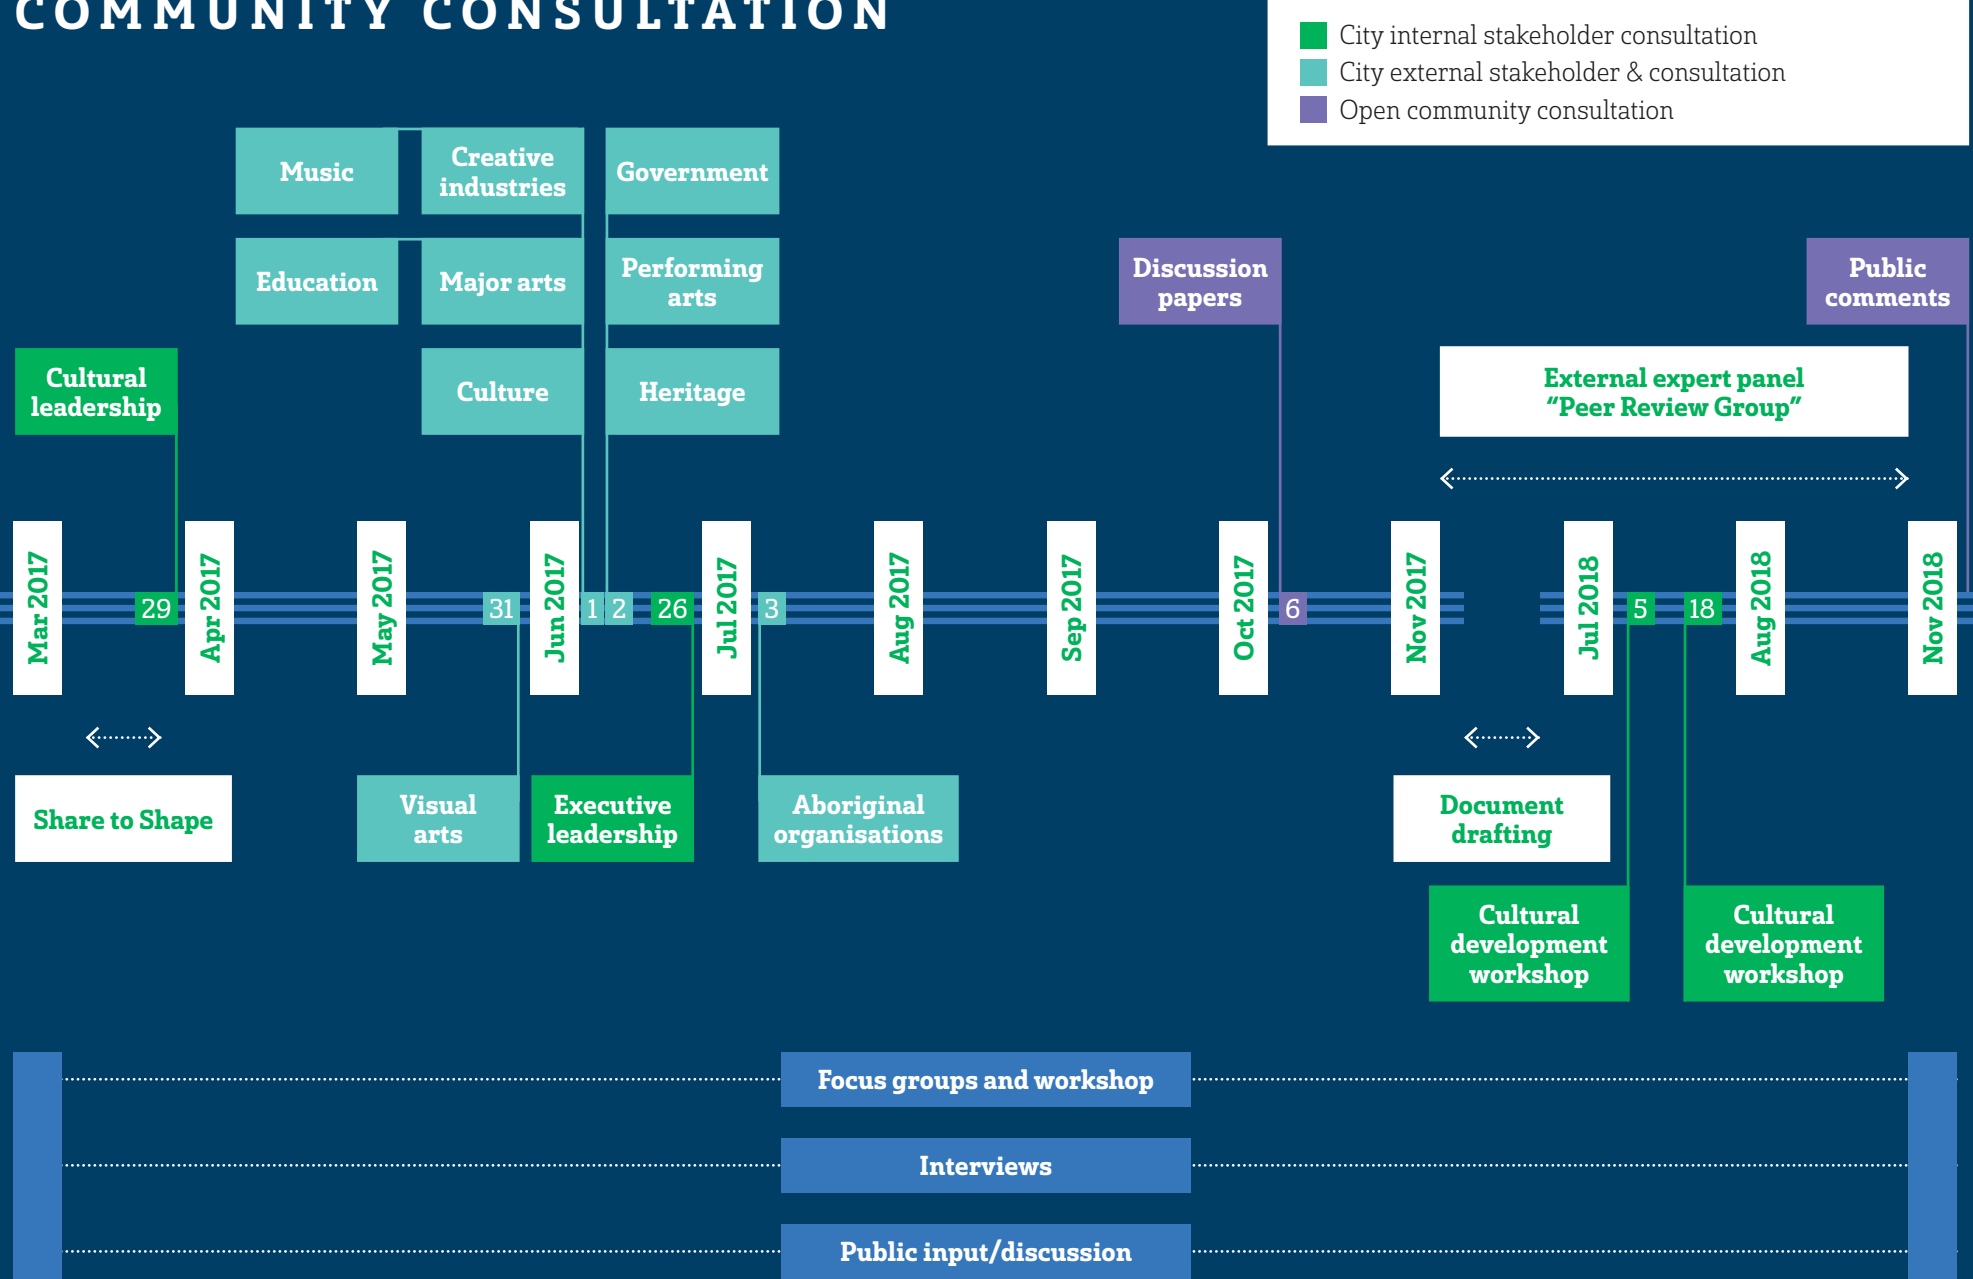 COMMUNITY CONSULTATION
City internal stakeholder consultation
City external stakeholder & consultation
Open community consultation
Music
Creative
industries
Government
Education
Major arts
Performing
arts
Discussion
papers
Public
comments
Cultural
leadership
Culture
Heritage
External expert panel
“Peer Review Group”
Mar 2017
29
Apr 2017
May 2017
31
Jun 2017
1
2
26
Jul 2017
3
Aug 2017
Sep 2017
Oct 2017
6
Nov 2017
Jul 2018
5
18
Aug 2018
Nov 2018
Share to Shape
Visual
arts
Executive
leadership
Aboriginal
organisations
Document
drafting
Cultural
development
workshop
Cultural
development
workshop
Focus groups and workshop
Interviews
Public input/discussion